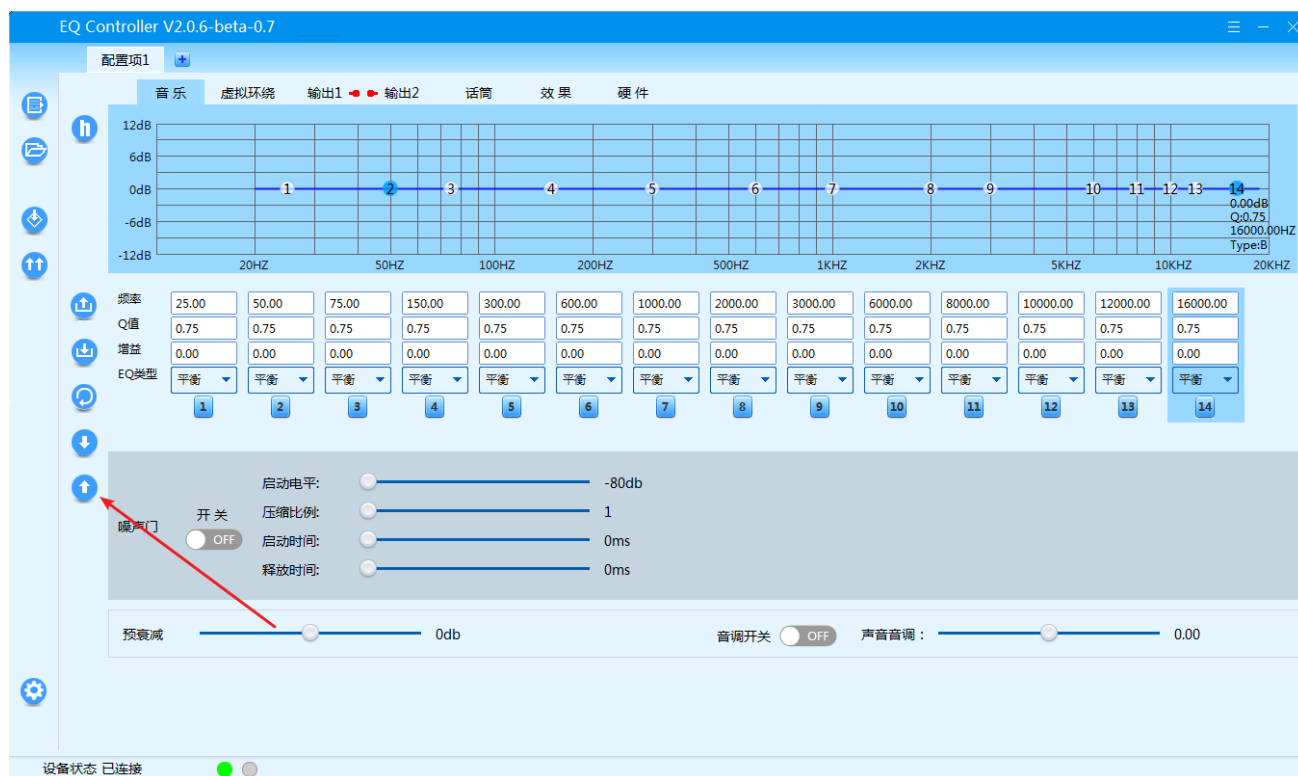 EQ Controller V2.0.6-beta-0.7
配置项1
音 乐 虚拟环绕 输出1 输出2 话筒 效 果 硬 件
h
12dB
6dB
0dB
-6dB
-12dB
1 2 3 4 5 6 7 8 9 10 11 12 13 14
0.00dB
Q:0.75
16000.00HZ
Type:B
20HZ 50HZ 100HZ 200HZ 500HZ 1KHZ 2KHZ 5KHZ 10KHZ 20KHZ
频率 25.00 50.00 75.00 150.00 300.00 600.00 1000.00 2000.00 3000.00 6000.00 8000.00 10000.00 12000.00 16000.00
Q值 0.75 0.75 0.75 0.75 0.75 0.75 0.75 0.75 0.75 0.75 0.75 0.75 0.75 0.75
增益 0.00 0.00 0.00 0.00 0.00 0.00 0.00 0.00 0.00 0.00 0.00 0.00 0.00 0.00
EQ类型 平衡 平衡 平衡 平衡 平衡 平衡 平衡 平衡 平衡 平衡 平衡 平衡 平衡 平衡
1 2 3 4 5 6 7 8 9 10 11 12 13 14
噪声门
开 关
OFF
启动电平: -80db
压缩比例: 1
启动时间: 0ms
释放时间: 0ms
预衰减 0db 音调开关 OFF 声音音调： 0.00
设备状态 已连接